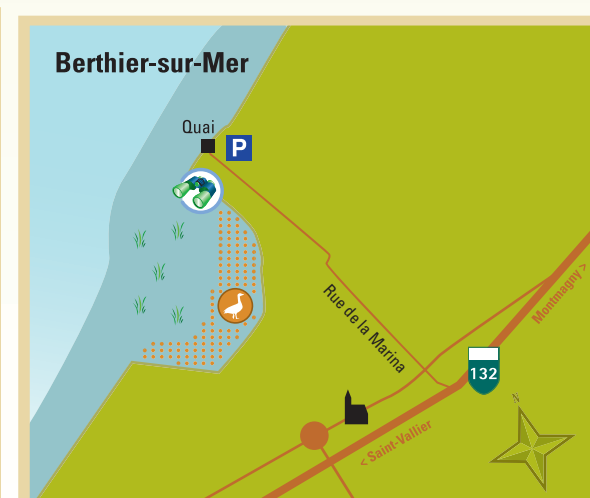 Berthier-sur-Mer
Quai
P
Rue de la Marina
Montmagny >
132
< Saint-Vallier
N